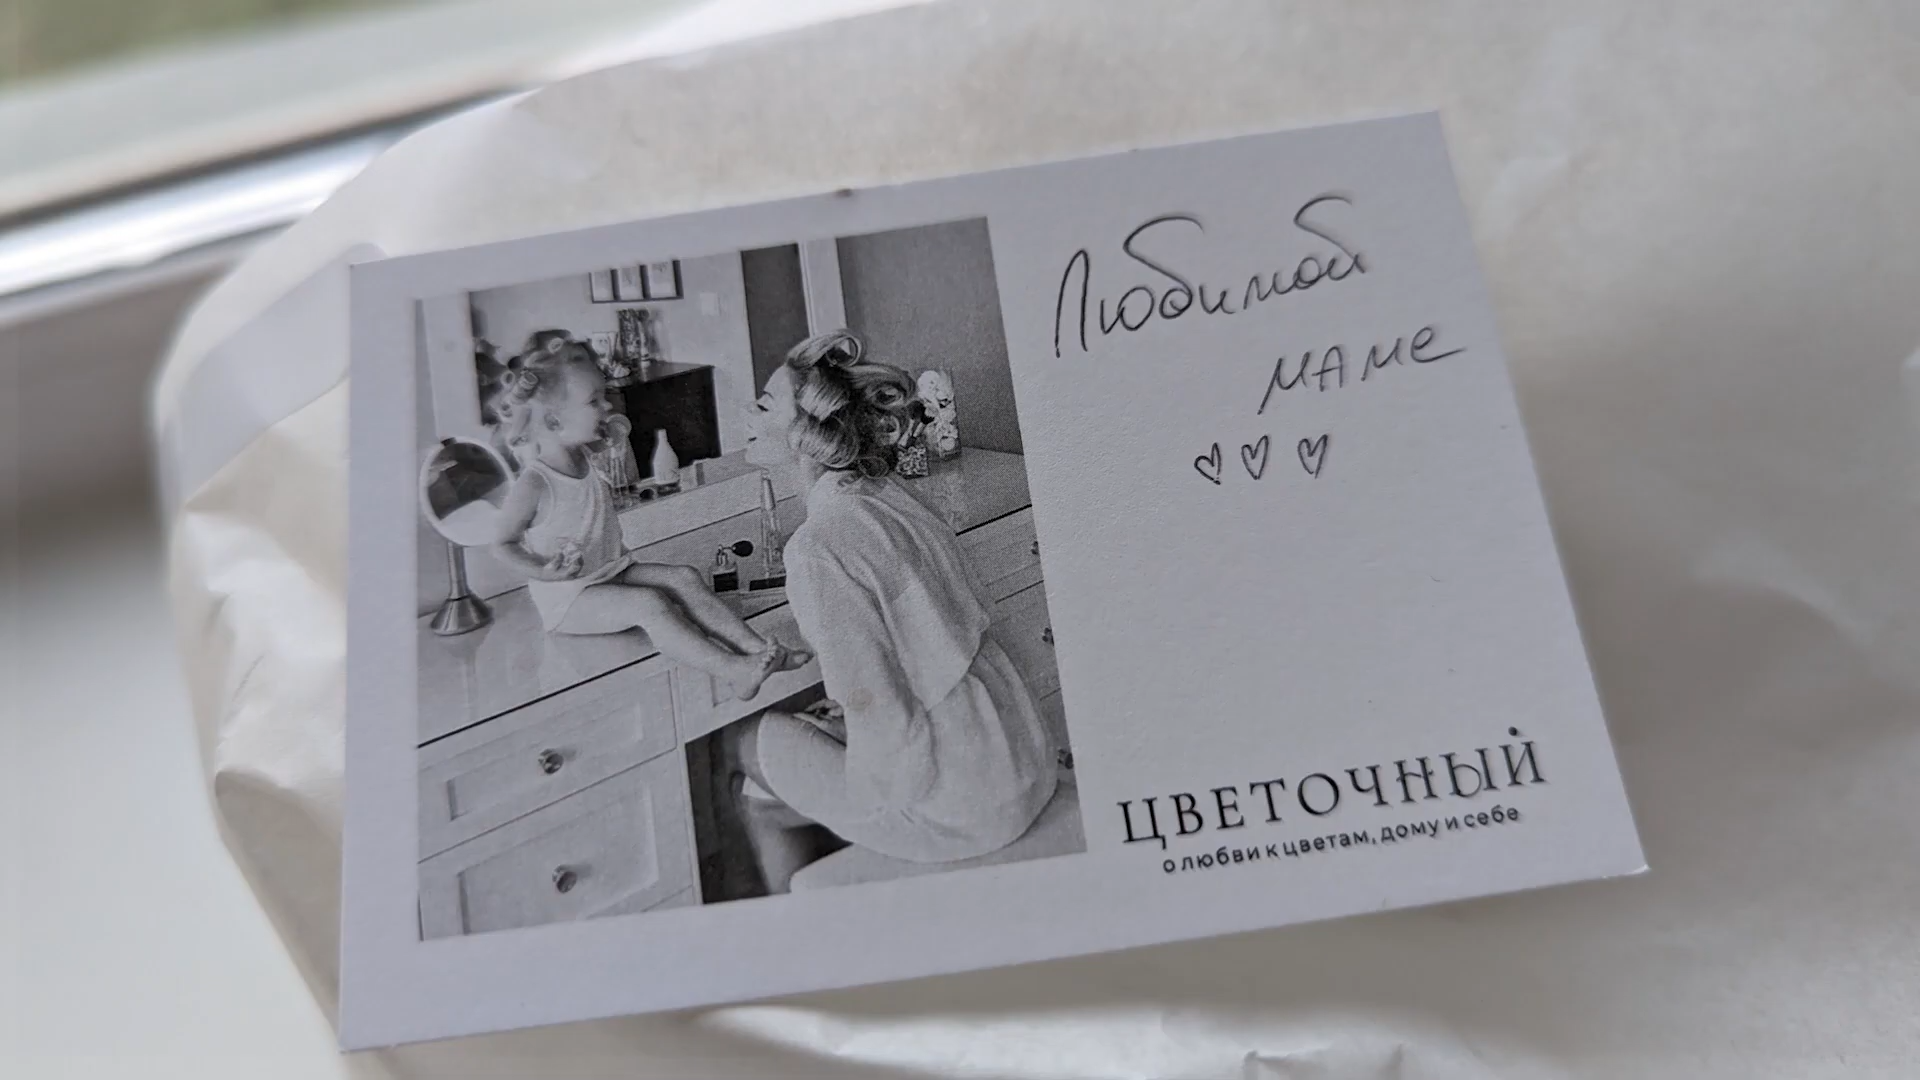 Любимой
маме
♡♡♡
ЦВЕТОЧНЫЙ
о любви к цветам, дому и себе